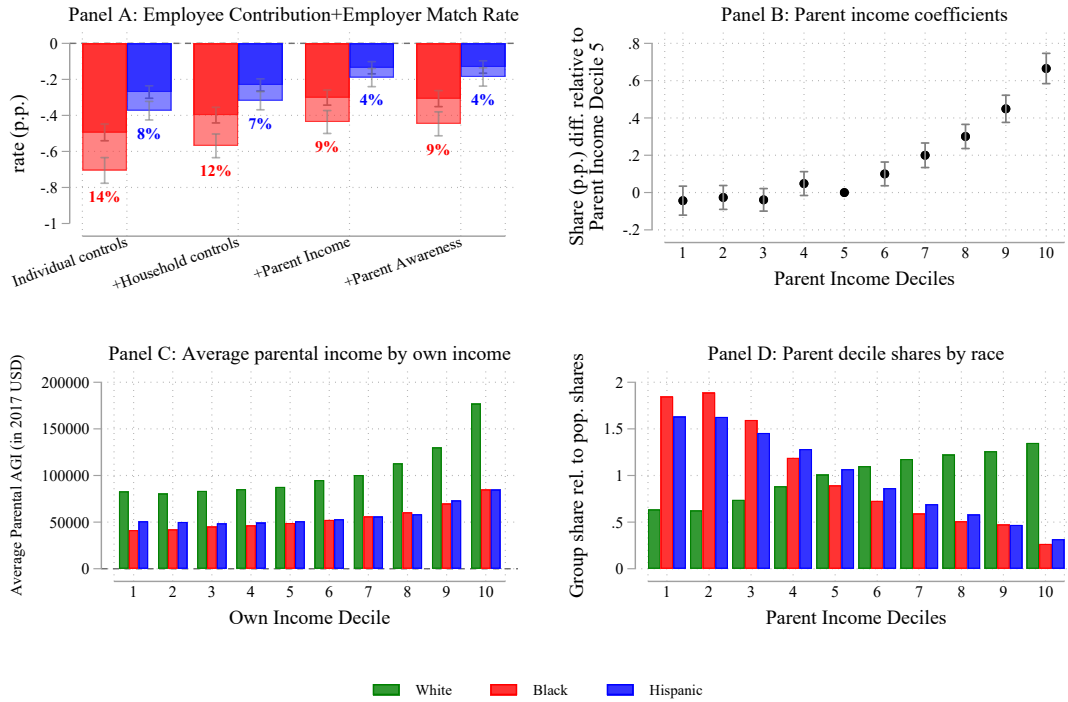 Panel A: Employee Contribution+Employer Match Rate
rate (p.p.)
0
-.2
-.4
-.6
-.8
-1
14%
8%
12%
7%
9%
4%
9%
4%
Individual controls
+Household controls
+Parent Income
+Parent Awareness
Panel B: Parent income coefficients
Share (p.p.) diff. relative to
Parent Income Decile 5
.8
.6
.4
.2
0
-.2
1 2 3 4 5 6 7 8 9 10
Parent Income Deciles
Panel C: Average parental income by own income
Average Parental AGI (in 2017 USD)
200000
150000
100000
50000
0
1 2 3 4 5 6 7 8 9 10
Own Income Decile
Panel D: Parent decile shares by race
Group share rel. to pop. shares
2
1.5
1
.5
0
1 2 3 4 5 6 7 8 9 10
Parent Income Deciles
White Black Hispanic